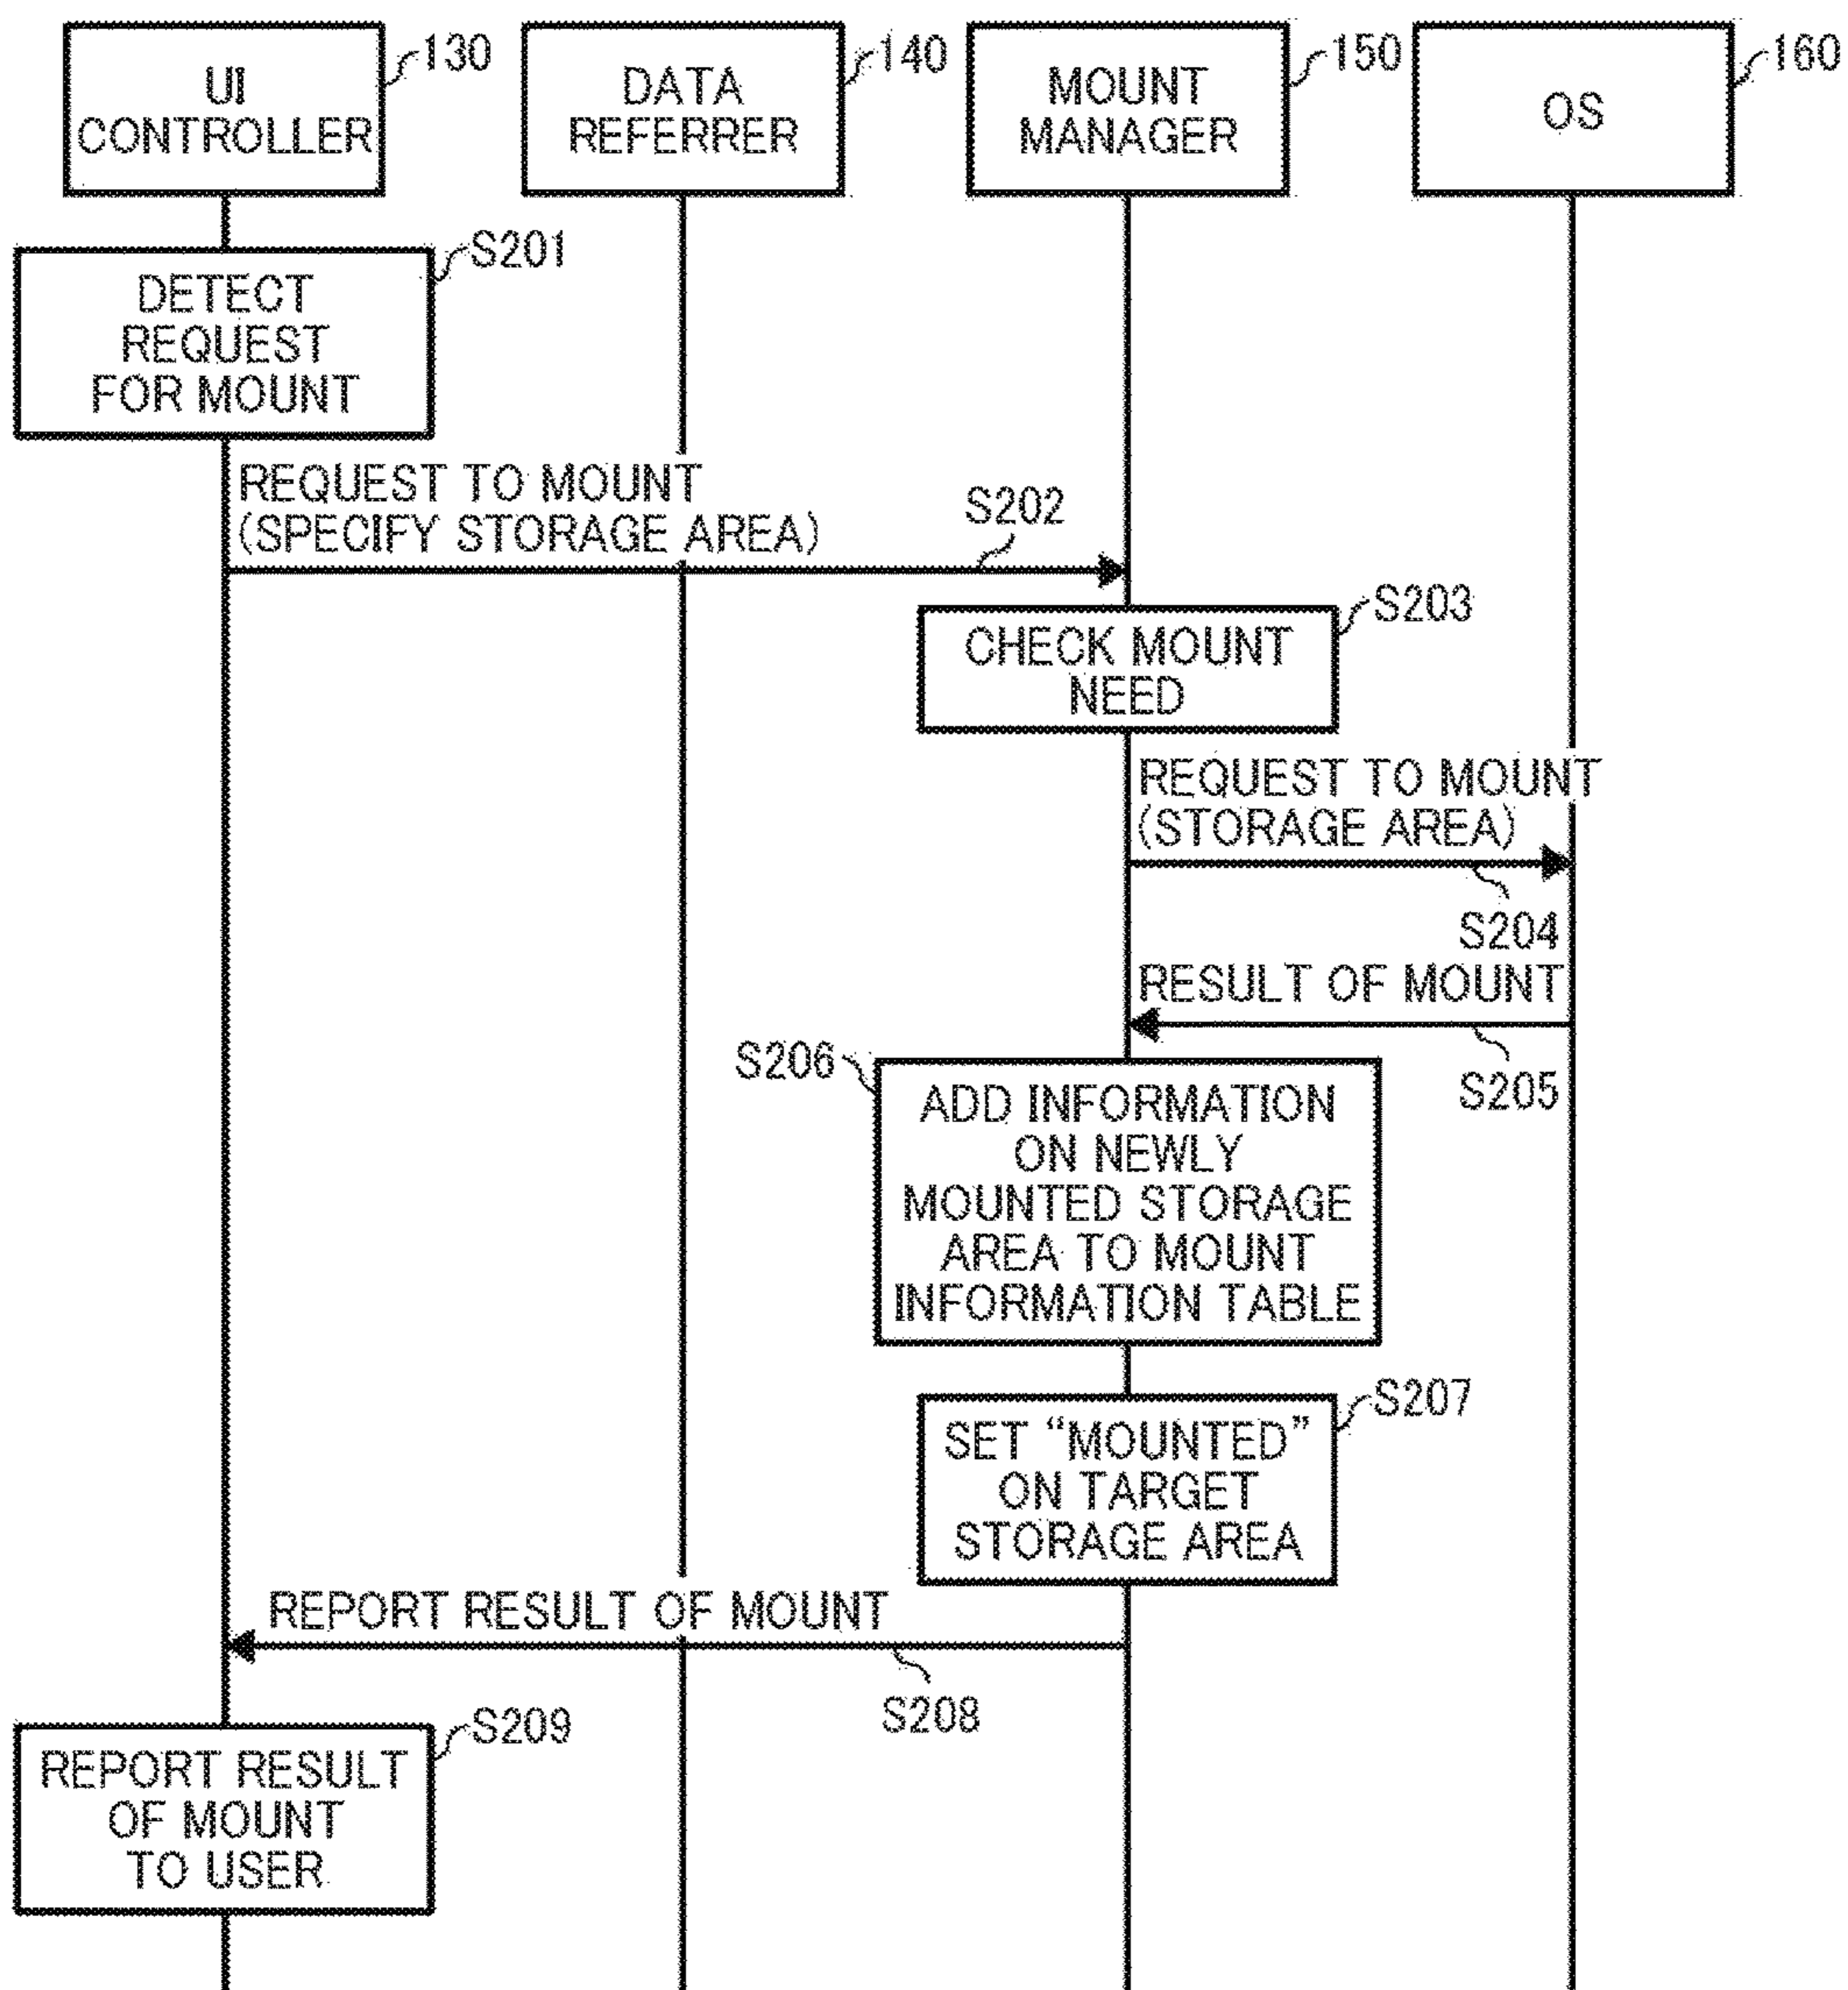 UI
CONTROLLER
130
DATA
REFERRER
140
MOUNT
MANAGER
150
OS
160
S201
DETECT
REQUEST
FOR MOUNT
REQUEST TO MOUNT
(SPECIFY STORAGE AREA)
S202
S203
CHECK MOUNT
NEED
REQUEST TO MOUNT
(STORAGE AREA)
S204
RESULT OF MOUNT
S205
S206
ADD INFORMATION
ON NEWLY
MOUNTED STORAGE
AREA TO MOUNT
INFORMATION TABLE
S207
SET “MOUNTED”
ON TARGET
STORAGE AREA
REPORT RESULT OF MOUNT
S208
S209
REPORT RESULT
OF MOUNT
TO USER